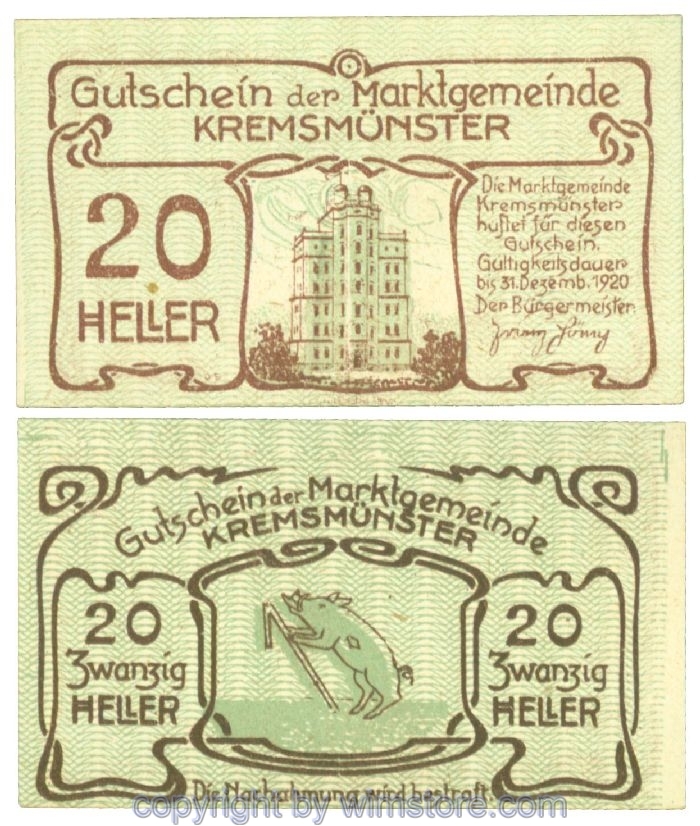 Gutschein der Marktgemeinde
KREMSMÜNSTER
20
HELLER
Die Marktgemeinde
Kremsmünster
haftet für diesen
Gutschein.
Gültigkeitsdauer
bis 31. Dezemb. 1920
Der Bürgermeister:
Gutschein der Marktgemeinde
KREMSMÜNSTER
20
Zwanzig
HELLER
20
Zwanzig
HELLER
Die Nachahmung wird bestraft.
copyright by wimstore.com